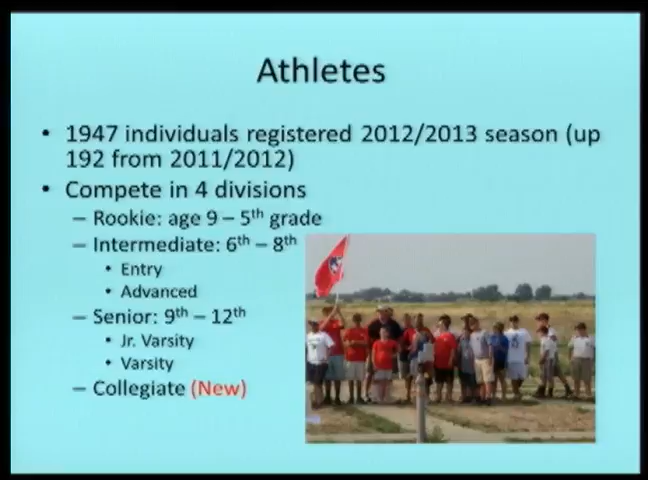 Athletes
• 1947 individuals registered 2012/2013 season (up
192 from 2011/2012)
• Compete in 4 divisions
– Rookie: age 9 – 5th grade
– Intermediate: 6th – 8th
• Entry
• Advanced
– Senior: 9th – 12th
• Jr. Varsity
• Varsity
– Collegiate (New)